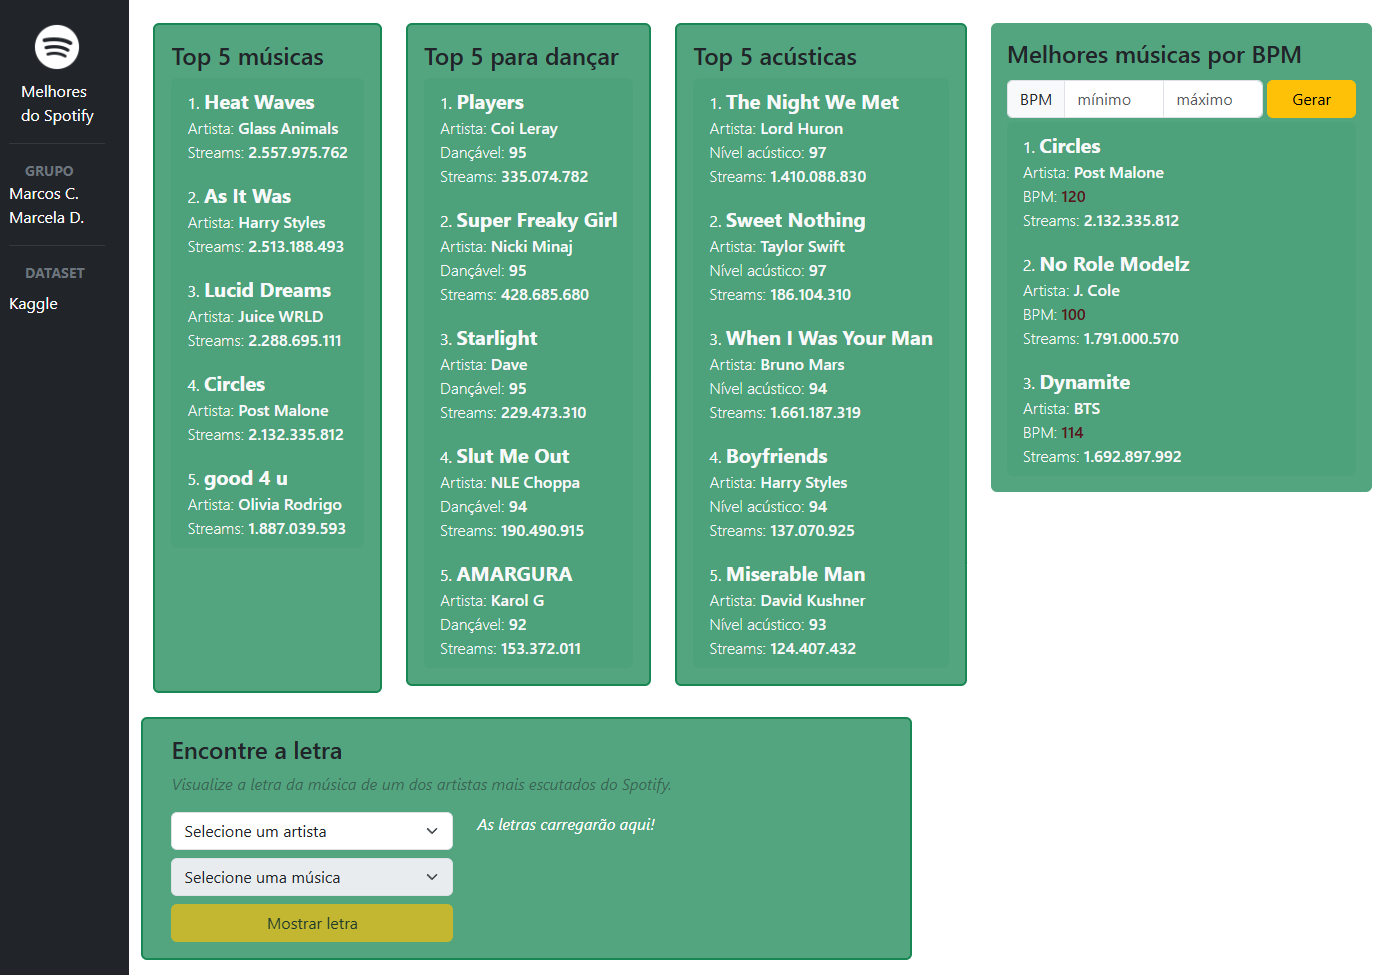 Melhores
do Spotify
GRUPO
Marcos C.
Marcela D.
DATASET
Kaggle
Top 5 músicas
1. Heat Waves
Artista: Glass Animals
Streams: 2.557.975.762
2. As It Was
Artista: Harry Styles
Streams: 2.513.188.493
3. Lucid Dreams
Artista: Juice WRLD
Streams: 2.288.695.111
4. Circles
Artista: Post Malone
Streams: 2.132.335.812
5. good 4 u
Artista: Olivia Rodrigo
Streams: 1.887.039.593
Top 5 para dançar
1. Players
Artista: Coi Leray
Dançável: 95
Streams: 335.074.782
2. Super Freaky Girl
Artista: Nicki Minaj
Dançável: 95
Streams: 428.685.680
3. Starlight
Artista: Dave
Dançável: 95
Streams: 229.473.310
4. Slut Me Out
Artista: NLE Choppa
Dançável: 94
Streams: 190.490.915
5. AMARGURA
Artista: Karol G
Dançável: 92
Streams: 153.372.011
Top 5 acústicas
1. The Night We Met
Artista: Lord Huron
Nível acústico: 97
Streams: 1.410.088.830
2. Sweet Nothing
Artista: Taylor Swift
Nível acústico: 97
Streams: 186.104.310
3. When I Was Your Man
Artista: Bruno Mars
Nível acústico: 94
Streams: 1.661.187.319
4. Boyfriends
Artista: Harry Styles
Nível acústico: 94
Streams: 137.070.925
5. Miserable Man
Artista: David Kushner
Nível acústico: 93
Streams: 124.407.432
Melhores músicas por BPM
BPM mínimo máximo Gerar
1. Circles
Artista: Post Malone
BPM: 120
Streams: 2.132.335.812
2. No Role Modelz
Artista: J. Cole
BPM: 100
Streams: 1.791.000.570
3. Dynamite
Artista: BTS
BPM: 114
Streams: 1.692.897.992
Encontre a letra
Visualize a letra da música de um dos artistas mais escutados do Spotify.
Selecione um artista
Selecione uma música
Mostrar letra
As letras carregarão aqui!